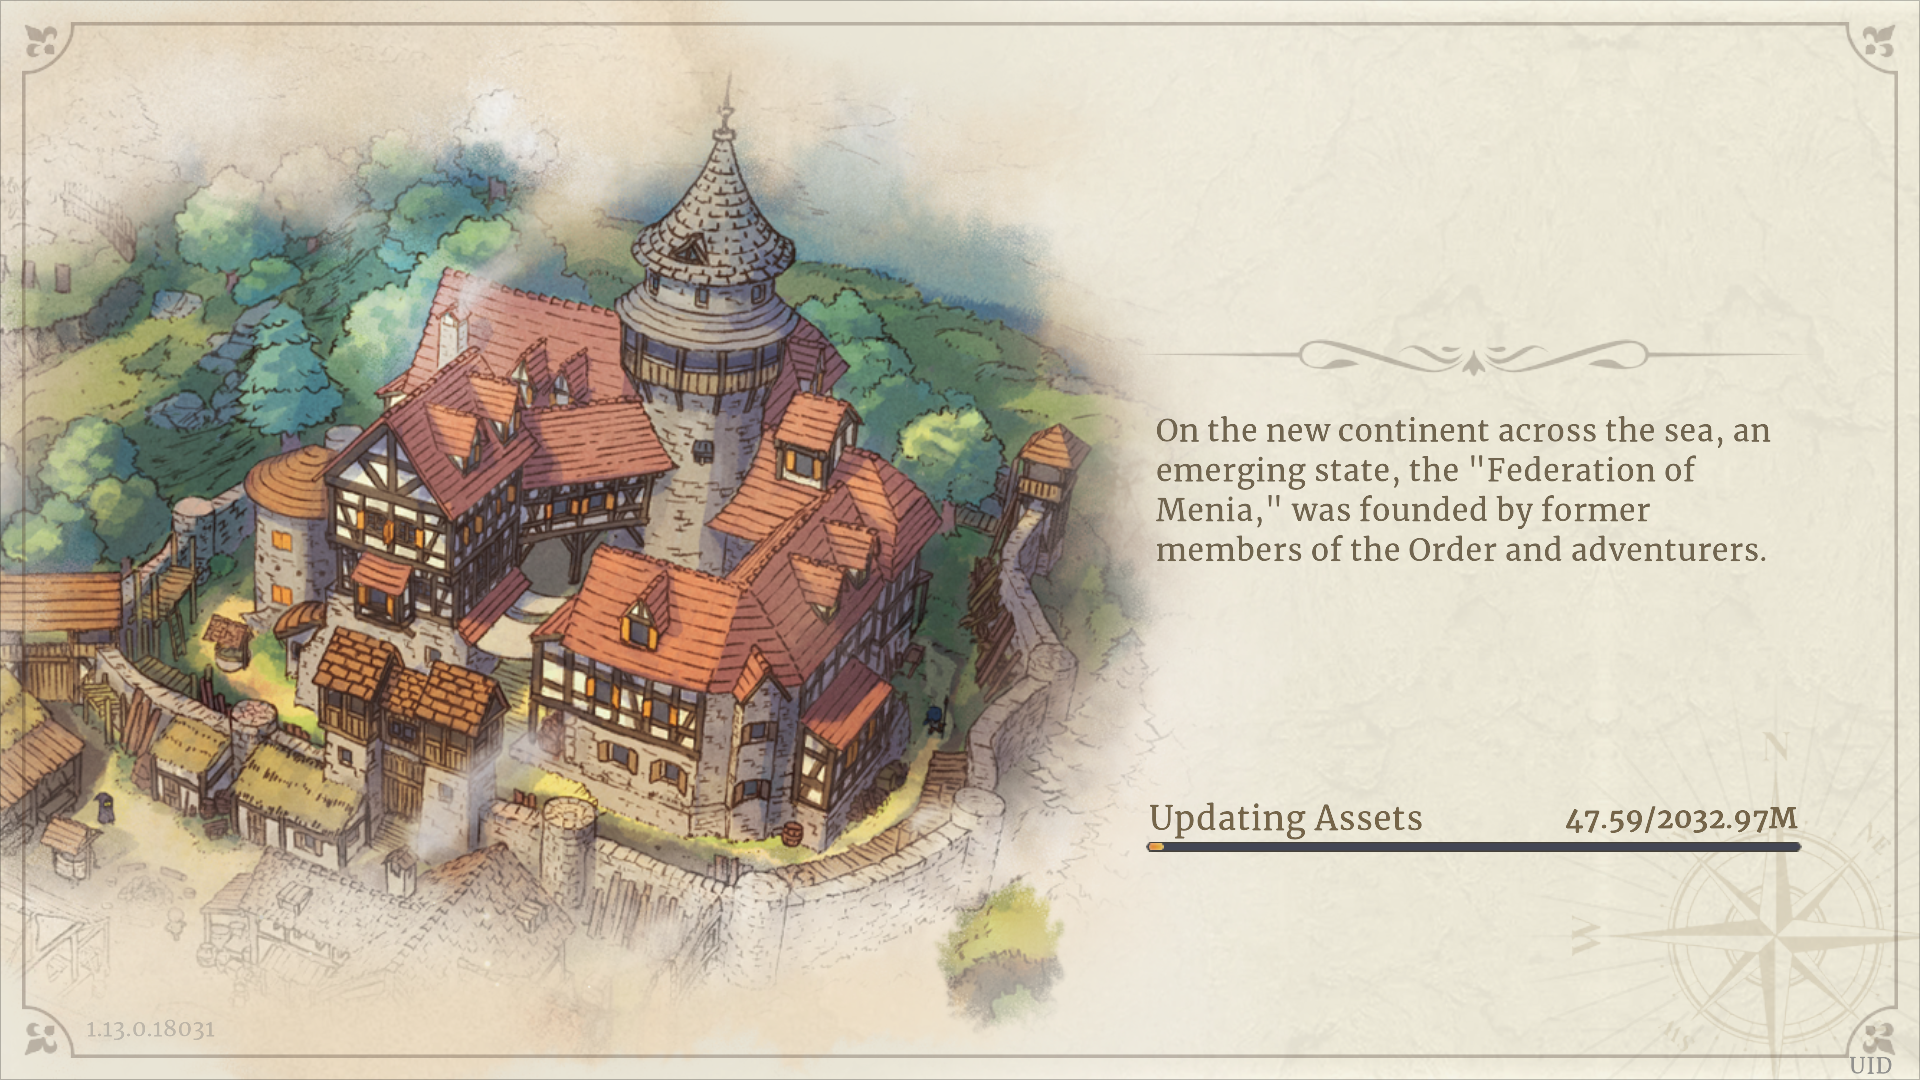 On the new continent across the sea, an
emerging state, the "Federation of
Menia," was founded by former
members of the Order and adventurers.
N
Updating Assets 47.59/2032.97M
W
1.13.0.18031
UID